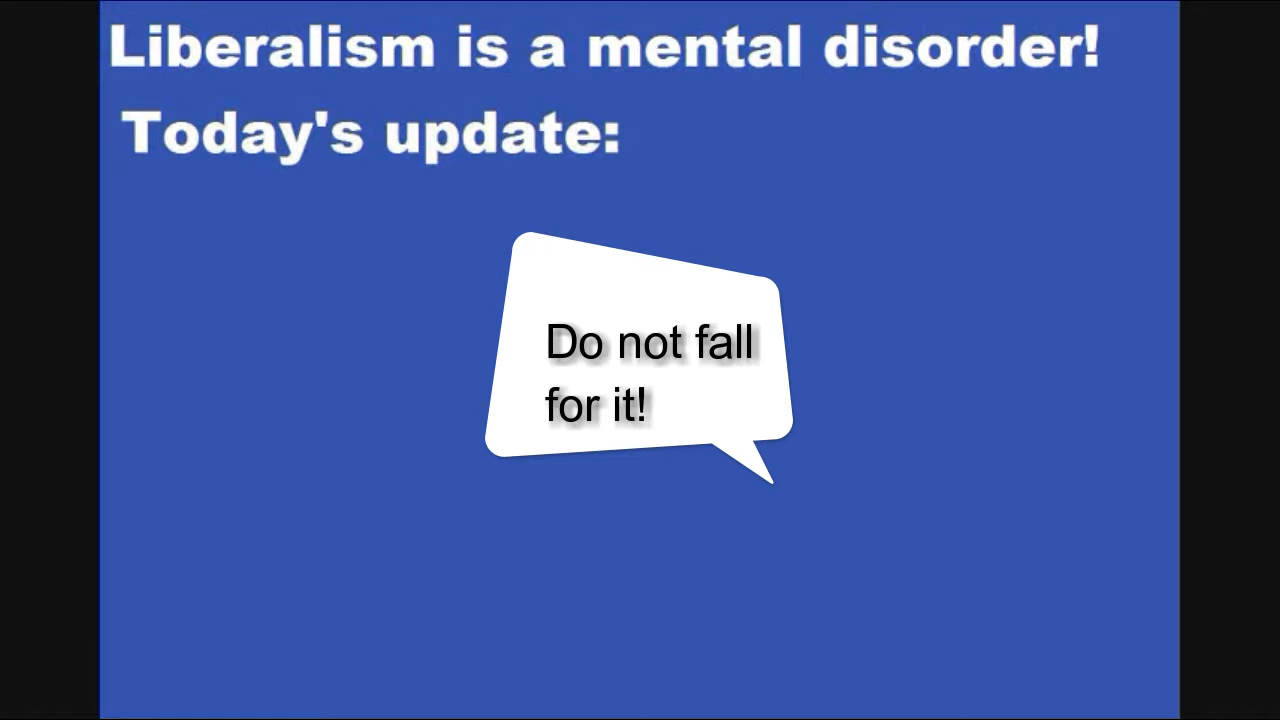 Liberalism is a mental disorder!
Today's update:
Do not fall
for it!